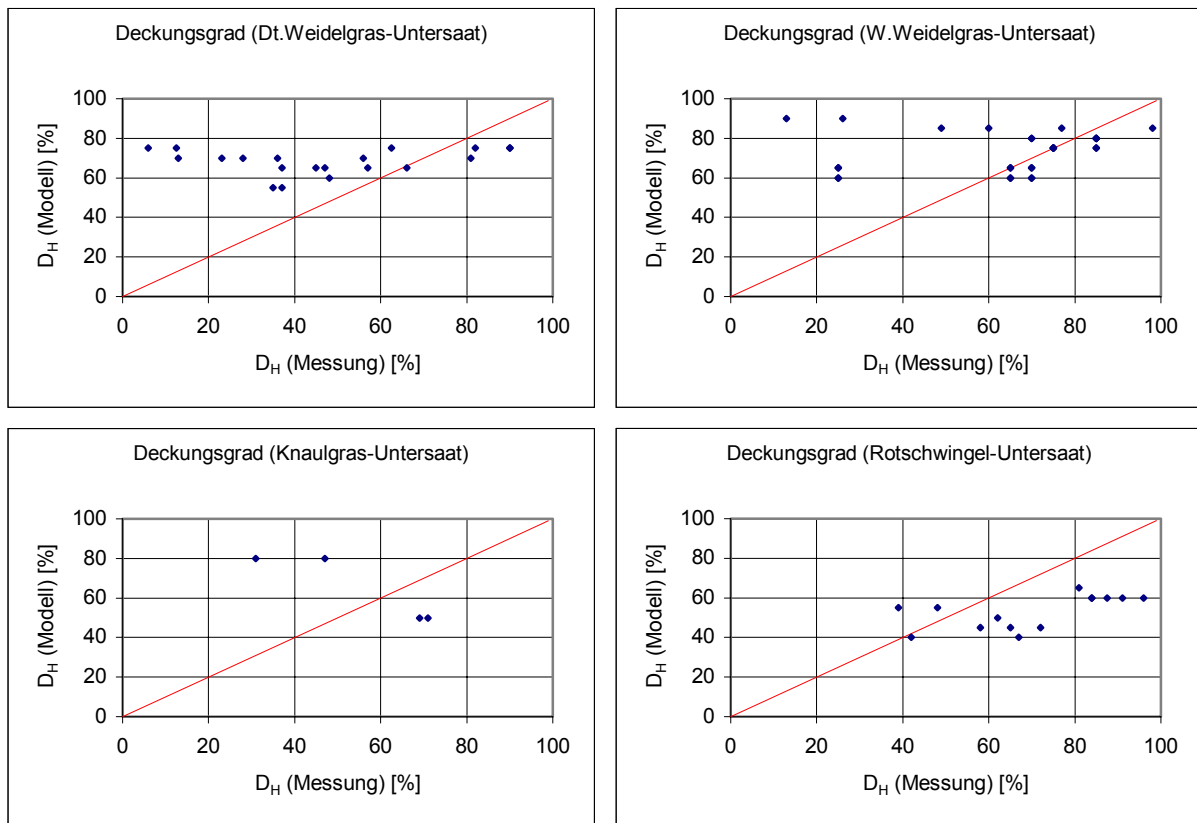 Deckungsgrad (Dt.Weidelgras-Untersaat)
D_H (Modell) [%]
100
80
60
40
20
0
0 20 40 60 80 100
D_H (Messung) [%]
Deckungsgrad (W.Weidelgras-Untersaat)
D_H (Modell) [%]
100
80
60
40
20
0
0 20 40 60 80 100
D_H (Messung) [%]
Deckungsgrad (Knaulgras-Untersaat)
D_H (Modell) [%]
100
80
60
40
20
0
0 20 40 60 80 100
D_H (Messung) [%]
Deckungsgrad (Rotschwingel-Untersaat)
D_H (Modell) [%]
100
80
60
40
20
0
0 20 40 60 80 100
D_H (Messung) [%]